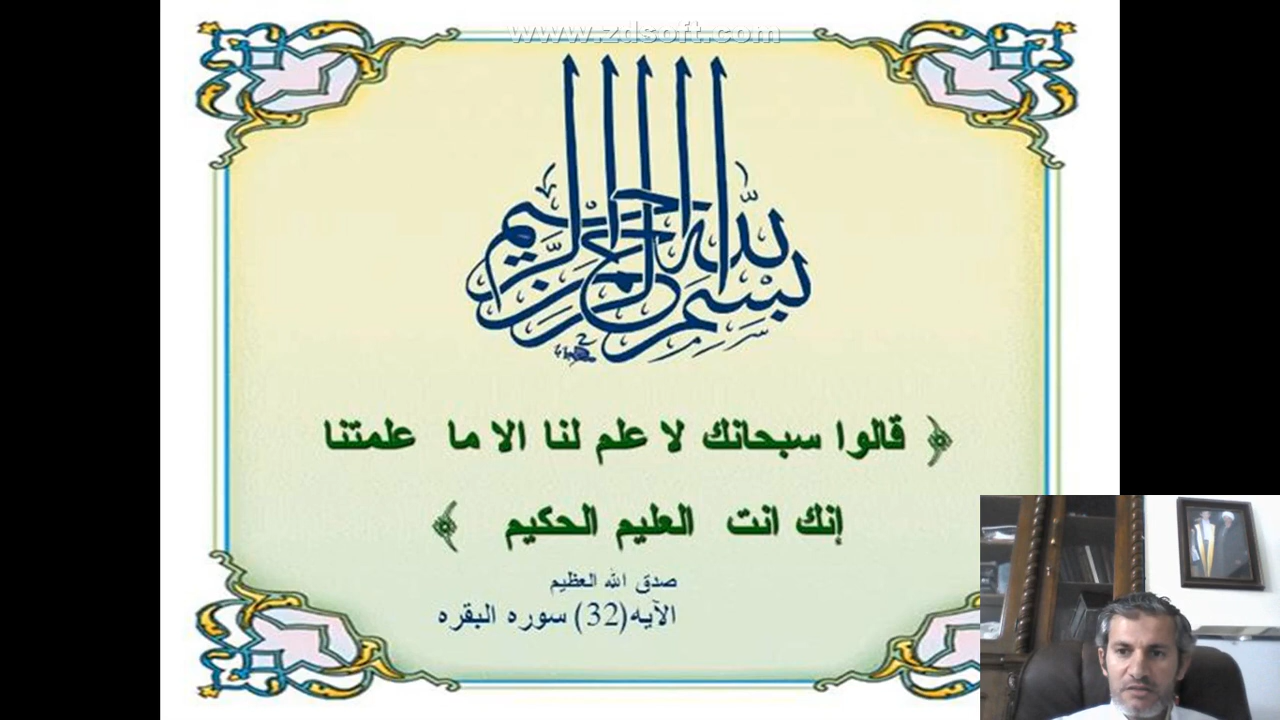 www.zdsoft.com
بسم الله الرحمن الرحيم
﴿ قالوا سبحانك لا علم لنا الا ما علمتنا
إنك انت العليم الحكيم ﴾
صدق الله العظيم
الآيه(32) سوره البقره